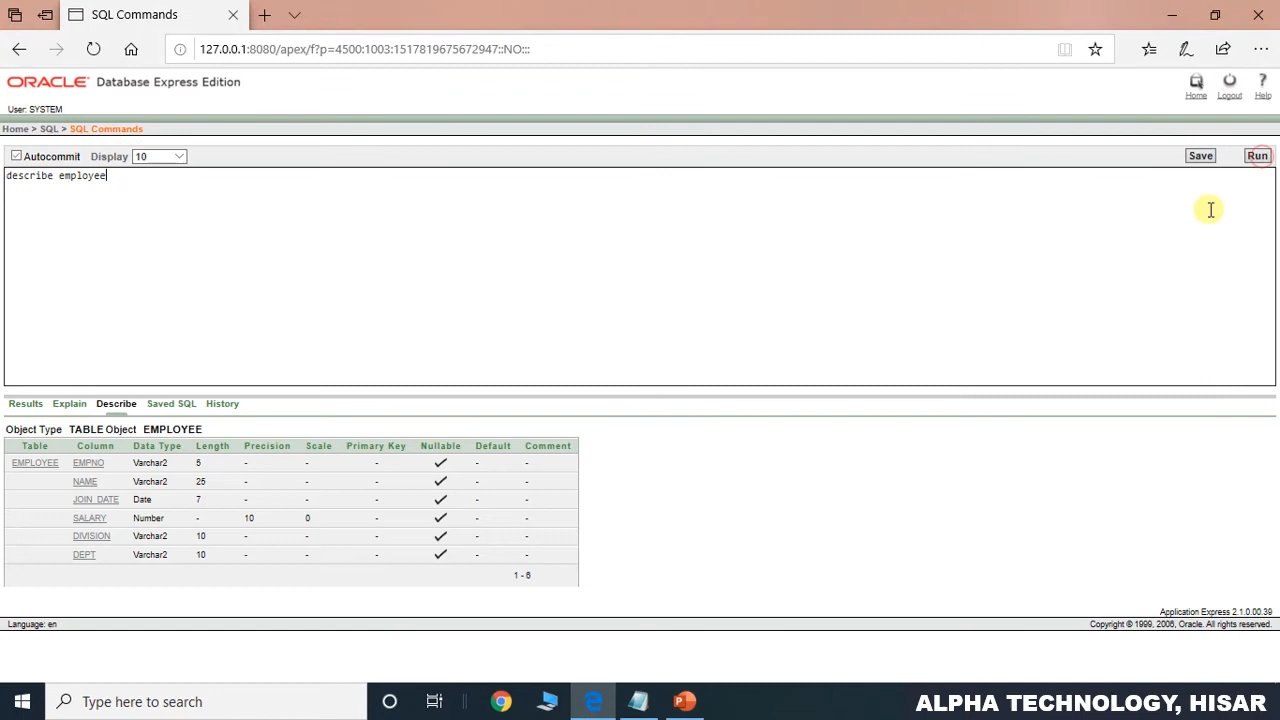 SQL Commands
127.0.0.1:8080/apex/f?p=4500:1003:1517819675672947::NO:::
ORACLE Database Express Edition
Home Logout Help
User: SYSTEM
Home > SQL > SQL Commands
Autocommit Display 10 Save Run
describe employee
Results Explain Describe Saved SQL History
Object Type TABLE Object EMPLOYEE
Table Column Data Type Length Precision Scale Primary Key Nullable Default Comment
EMPLOYEE EMPNO Varchar2 5 - - - - -
NAME Varchar2 25 - - - - -
JOIN_DATE Date 7 - - - - -
SALARY Number - 10 0 - - -
DIVISION Varchar2 10 - - - - -
DEPT Varchar2 10 - - - - -
1 - 6
Application Express 2.1.0.00.39
Language: en Copyright © 1999, 2006, Oracle. All rights reserved.
Type here to search
ALPHA TECHNOLOGY, HISAR